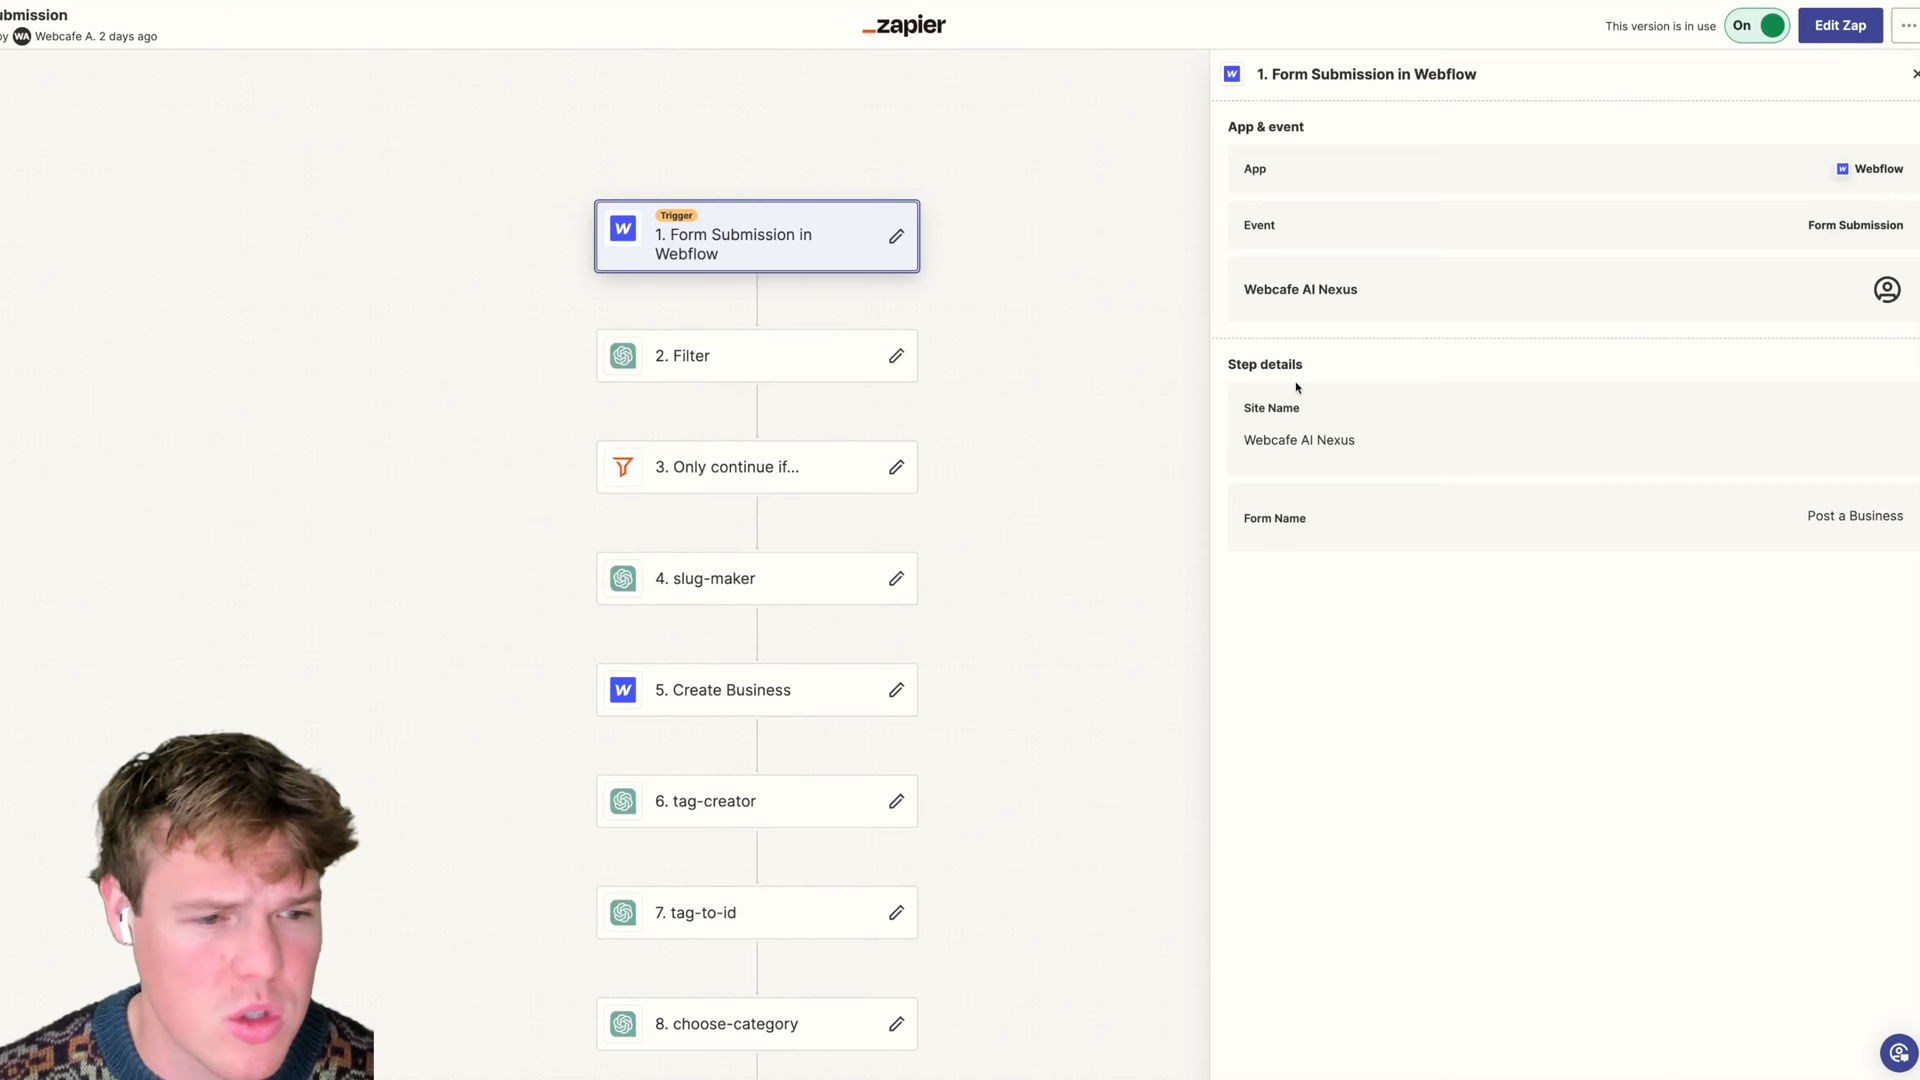 ubmission
by WA Webcafe A. 2 days ago
zapier
This version is in use
On
Edit Zap
1. Form Submission in Webflow
App & event
App
Webflow
Event
Form Submission
Webcafe AI Nexus
Step details
Site Name
Webcafe AI Nexus
Form Name
Post a Business
Trigger
1. Form Submission in
Webflow
2. Filter
3. Only continue if...
4. slug-maker
5. Create Business
6. tag-creator
7. tag-to-id
8. choose-category